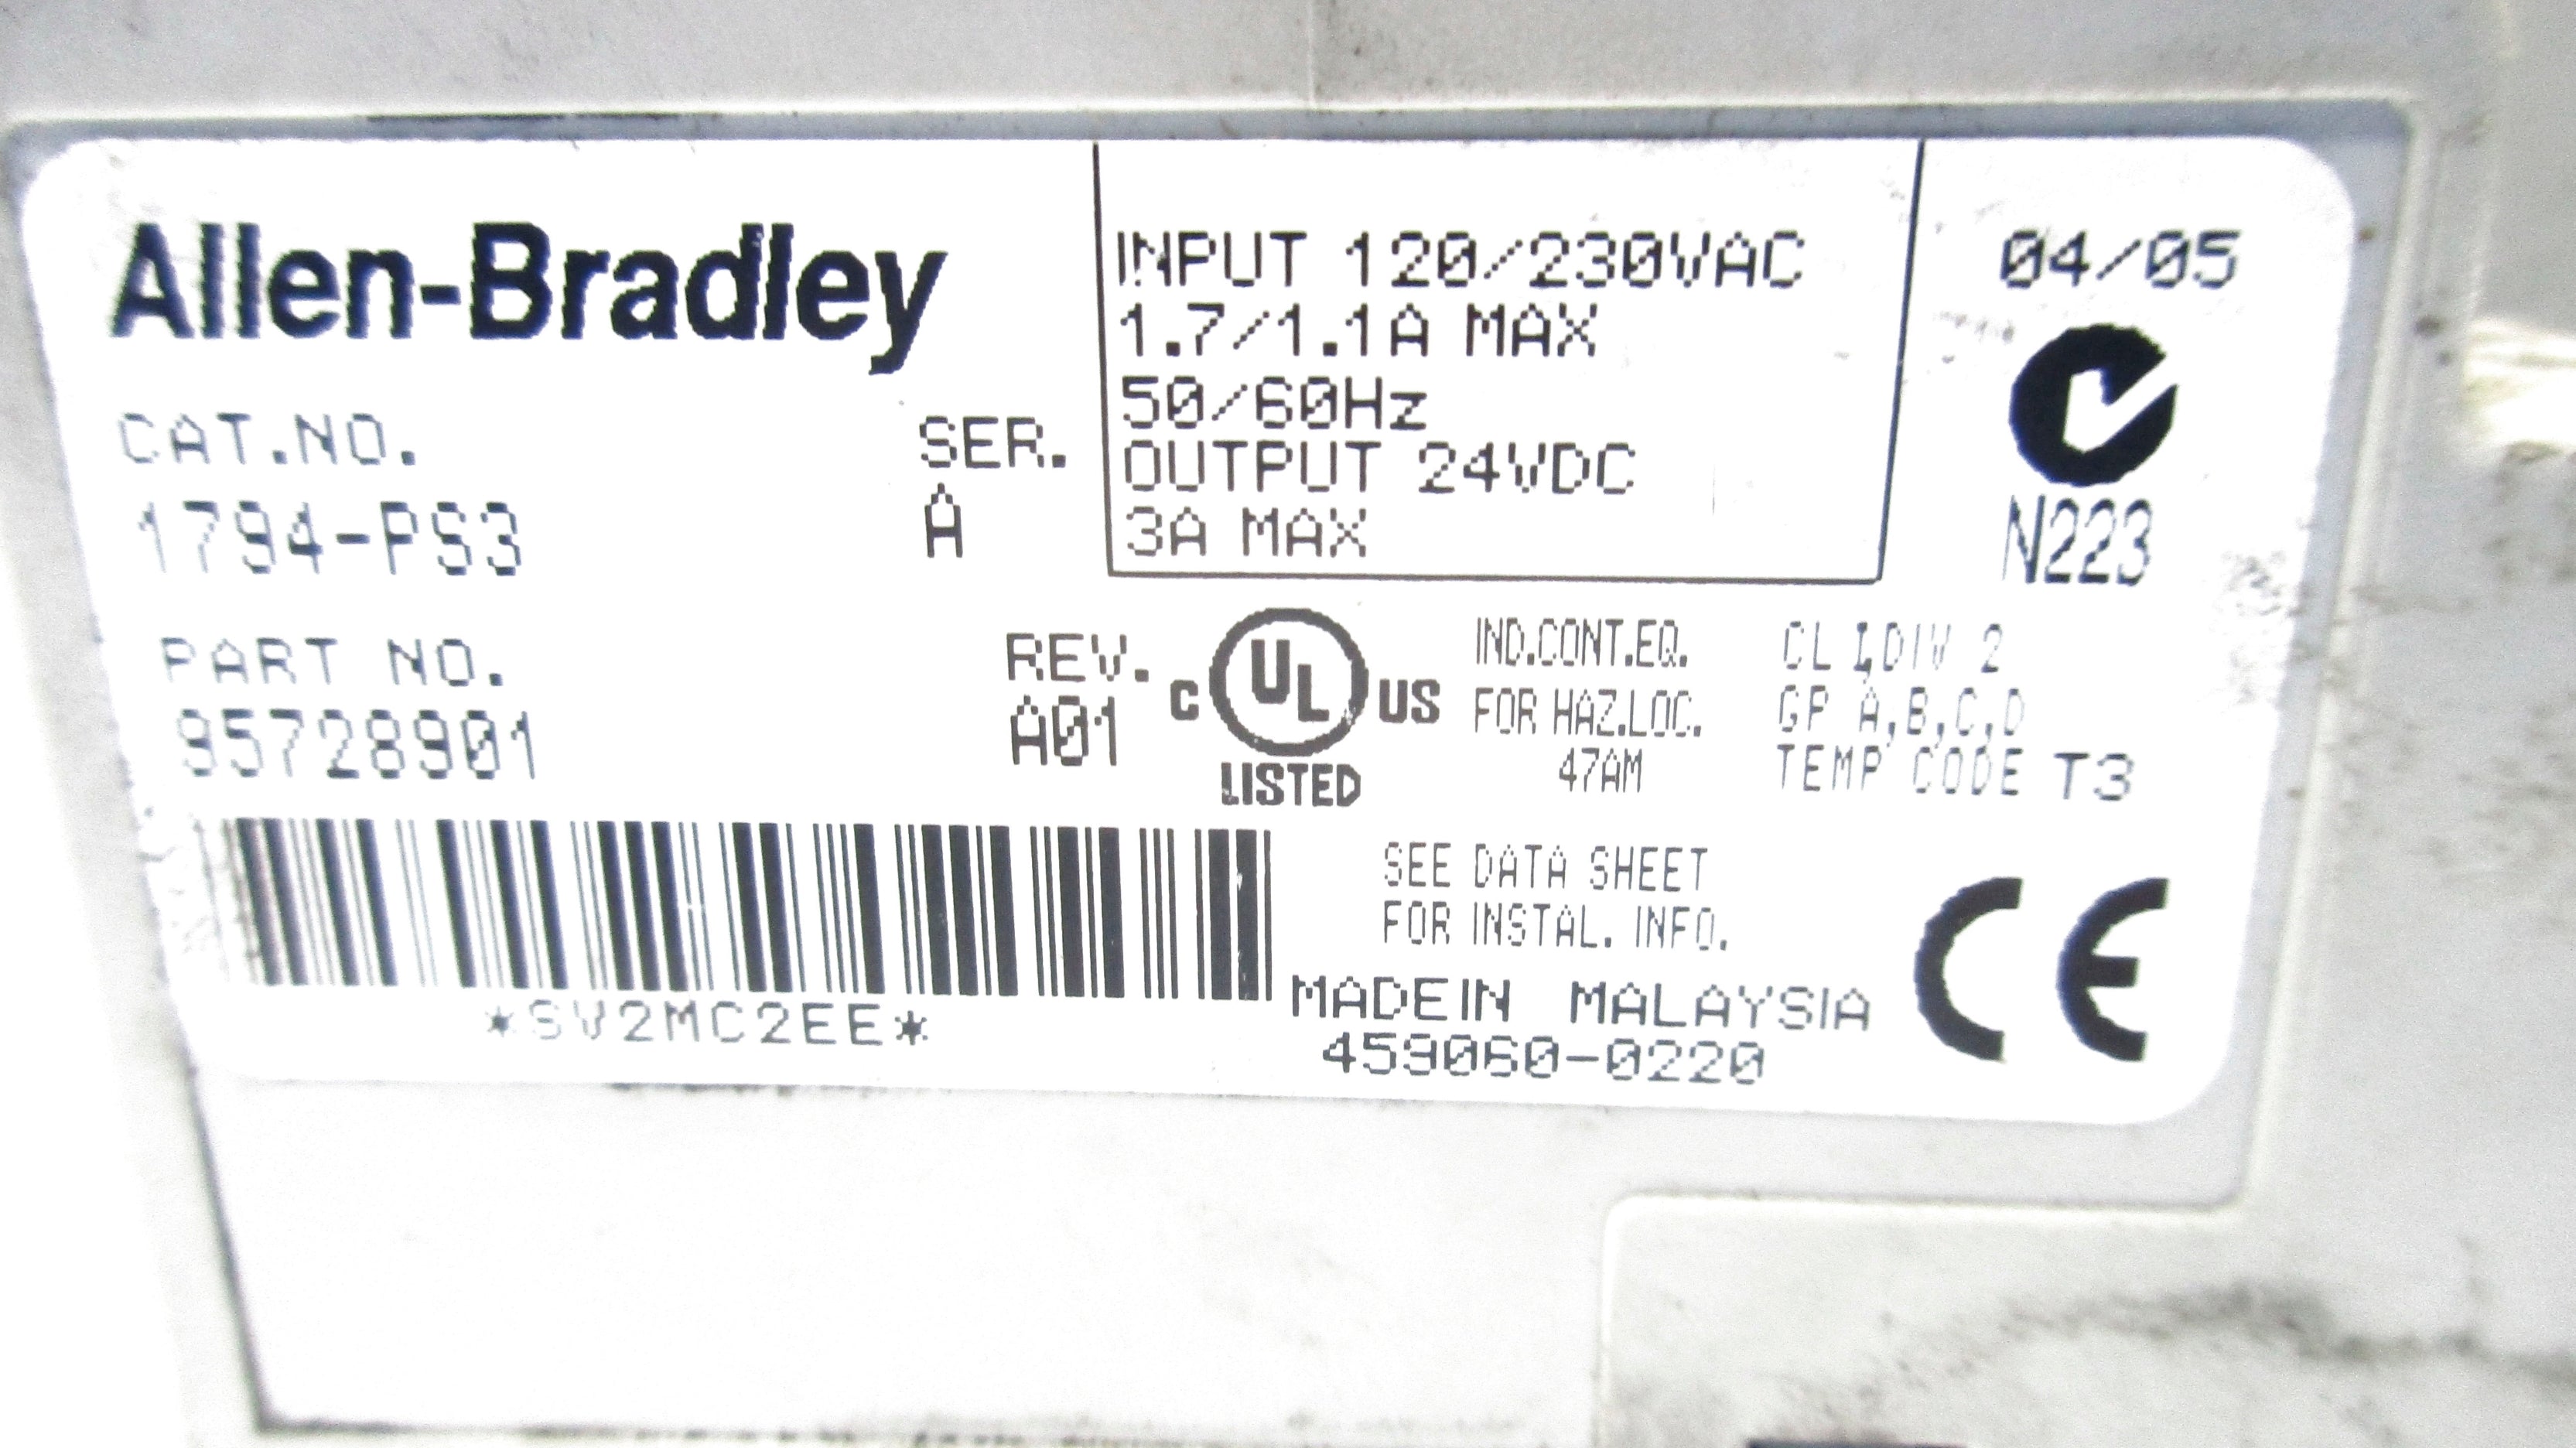 Allen-Bradley
CAT.NO.
SER.
1794-PS3
A
PART NO.
REV.
95728901
A01
*SV2MC2EE*
INPUT 120/230VAC
1.7/1.1A MAX
50/60Hz
OUTPUT 24VDC
3A MAX
04/05
N223
C UL US
LISTED
IND.CONT.EQ.
FOR HAZ.LOC.
47AM
CL I,DIV 2
GP A,B,C,D
TEMP CODE T3
SEE DATA SHEET
FOR INSTAL. INFO.
MADEIN MALAYSIA
459060-0220
CE